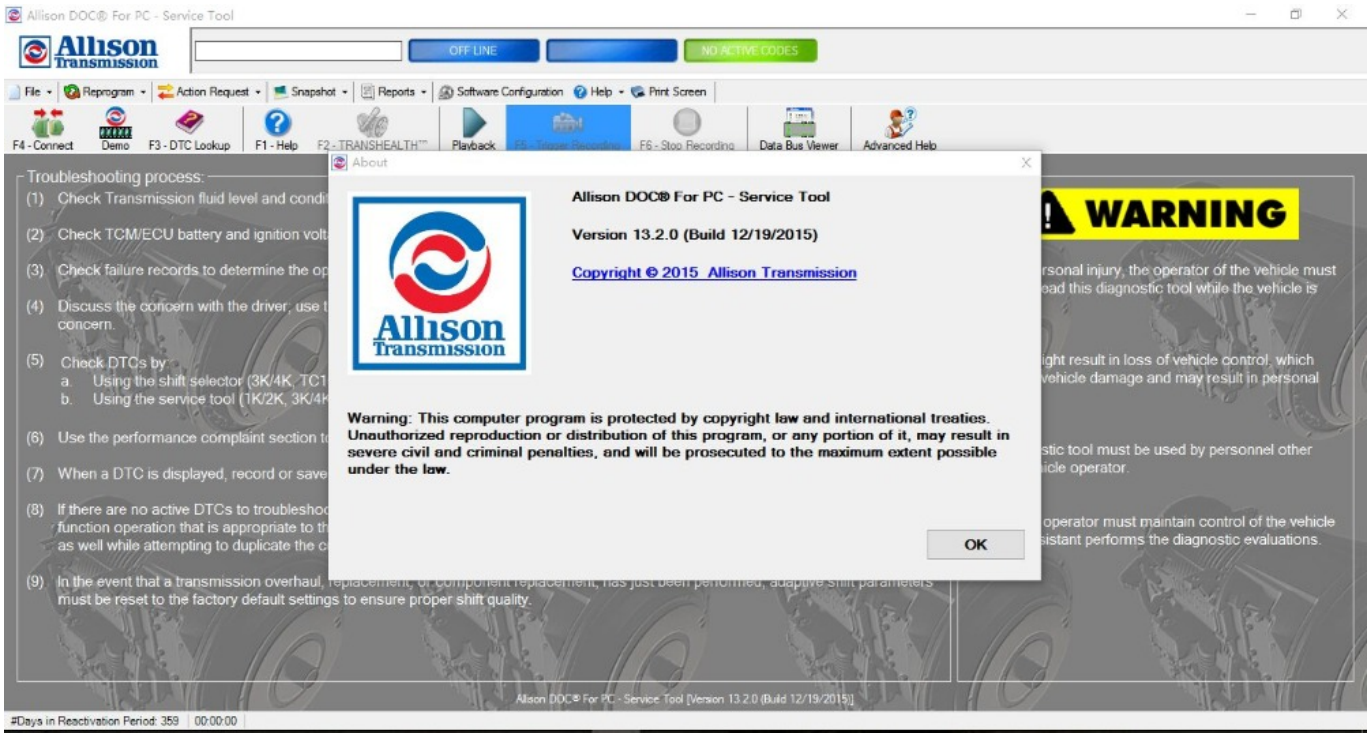 Allison DOC® For PC - Service Tool
Allison
Transmission
OFF LINE
NO ACTIVE CODES
File Reprogram Action Request Snapshot Reports Software Configuration Help Print Screen
F4 - Connect Demo F3 - DTC Lookup F1 - Help F2 - TRANSHEALTH™ Playback F5 - Trigger Recording F6 - Stop Recording Data Bus Viewer Advanced Help
About
Allison DOC® For PC - Service Tool
Version 13.2.0 (Build 12/19/2015)
Copyright © 2015 Allison Transmission
Allison
Transmission
Warning: This computer program is protected by copyright law and international treaties.
Unauthorized reproduction or distribution of this program, or any portion of it, may result in
severe civil and criminal penalties, and will be prosecuted to the maximum extent possible
under the law.
OK
Troubleshooting process:
(1) Check Transmission fluid level and condi
(2) Check TCM/ECU battery and ignition volt
(3) Check failure records to determine the op
(4) Discuss the concern with the driver; use t
concern.
(5) Check DTCs by:
a. Using the shift selector (3K/4K, TC1
b. Using the service tool (1K/2K, 3K/4K
(6) Use the performance complaint section to
(7) When a DTC is displayed, record or save
(8) If there are no active DTCs to troubleshoo
function operation that is appropriate to th
as well while attempting to duplicate the c
(9) In the event that a transmission overhaul, replacement, or component replacement, has just been performed, adaptive shift parameters
must be reset to the factory default settings to ensure proper shift quality.
WARNING
rsonal injury, the operator of the vehicle must
ead this diagnostic tool while the vehicle is
ight result in loss of vehicle control, which
vehicle damage and may result in personal
stic tool must be used by personnel other
icle operator.
operator must maintain control of the vehicle
sistant performs the diagnostic evaluations.
Allison DOC® For PC - Service Tool [Version 13.2.0 (Build 12/19/2015)]
#Days in Reactivation Period: 359 00:00:00